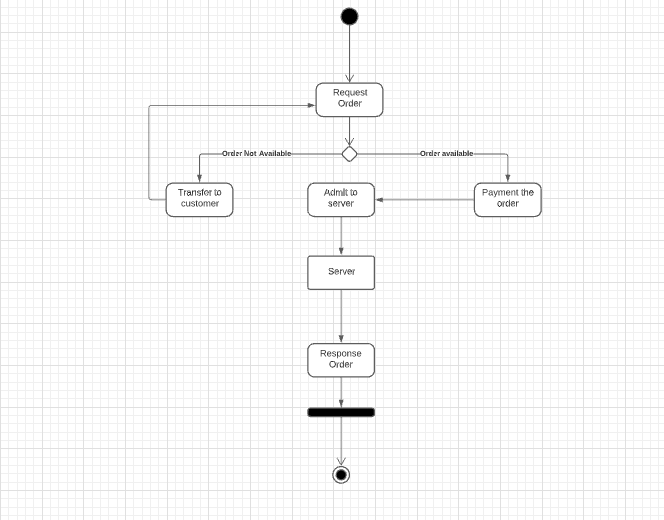 Request
Order
Order Not Available
Order available
Transfer to
customer
Admit to
server
Payment the
order
Server
Response
Order